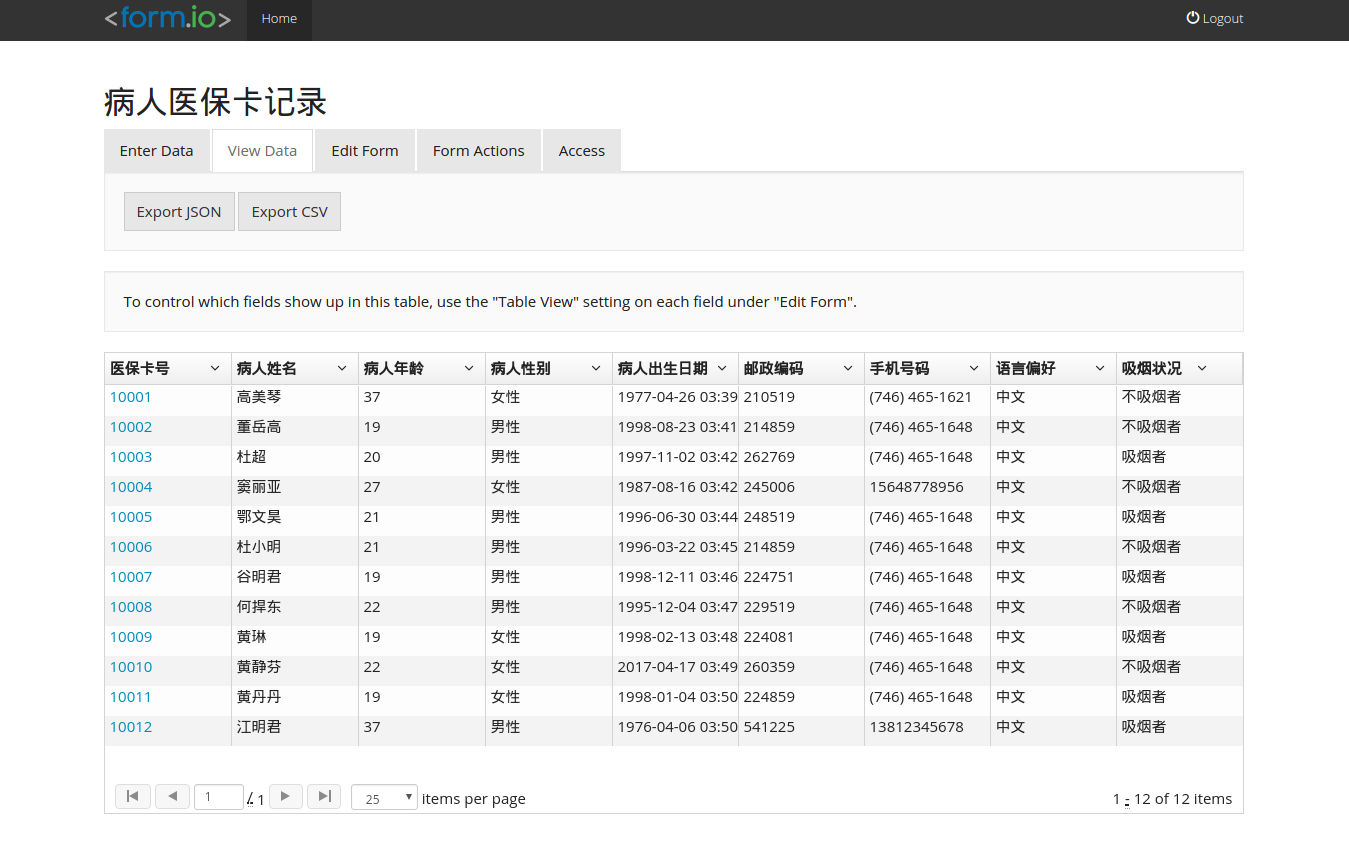 <form.io> Home Logout
病人医保卡记录
Enter Data View Data Edit Form Form Actions Access
Export JSON Export CSV
To control which fields show up in this table, use the "Table View" setting on each field under "Edit Form".
医保卡号 病人姓名 病人年龄 病人性别 病人出生日期 邮政编码 手机号码 语言偏好 吸烟状况
10001 高美琴 37 女性 1977-04-26 03:39 210519 (746) 465-1621 中文 不吸烟者
10002 董岳高 19 男性 1998-08-23 03:41 214859 (746) 465-1648 中文 不吸烟者
10003 杜超 20 男性 1997-11-02 03:42 262769 (746) 465-1648 中文 吸烟者
10004 窦丽亚 27 女性 1987-08-16 03:42 245006 15648778956 中文 不吸烟者
10005 鄂文昊 21 男性 1996-06-30 03:44 248519 (746) 465-1648 中文 吸烟者
10006 杜小明 21 男性 1996-03-22 03:45 214859 (746) 465-1648 中文 不吸烟者
10007 谷明君 19 男性 1998-12-11 03:46 224751 (746) 465-1648 中文 吸烟者
10008 何捍东 22 男性 1995-12-04 03:47 229519 (746) 465-1648 中文 不吸烟者
10009 黄琳 19 女性 1998-02-13 03:48 224081 (746) 465-1648 中文 吸烟者
10010 黄静芬 22 女性 2017-04-17 03:49 260359 (746) 465-1648 中文 不吸烟者
10011 黄丹丹 19 女性 1998-01-04 03:50 224859 (746) 465-1648 中文 吸烟者
10012 江明君 37 男性 1976-04-06 03:50 541225 13812345678 中文 吸烟者
1 / 1 25 items per page 1 - 12 of 12 items